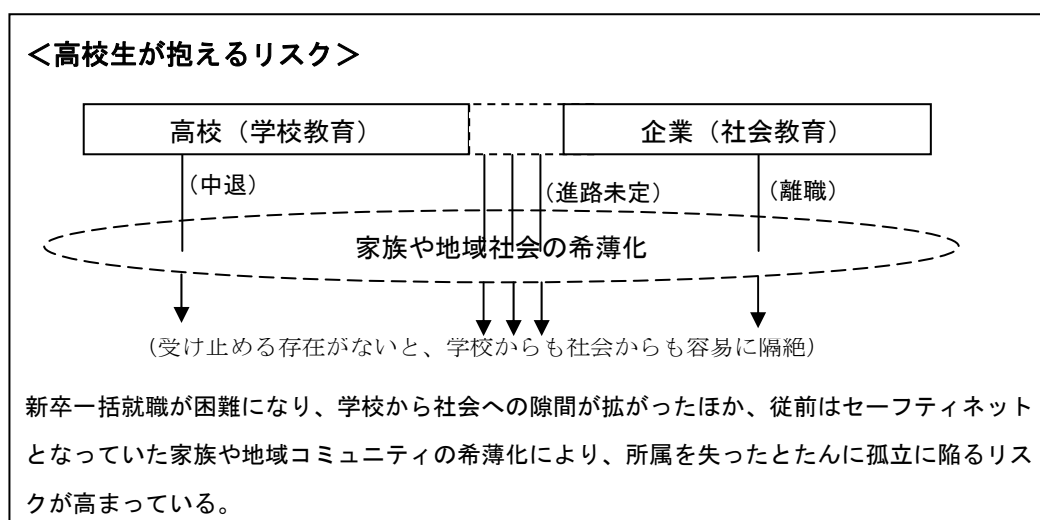 ＜高校生が抱えるリスク＞
高校（学校教育）
企業（社会教育）
（中退）
（進路未定）
（離職）
家族や地域社会の希薄化
（受け止める存在がないと、学校からも社会からも容易に隔絶）
新卒一括就職が困難になり、学校から社会への隙間が拡がったほか、従前はセーフティネット
となっていた家族や地域コミュニティの希薄化により、所属を失ったとたんに孤立に陥るリス
クが高まっている。